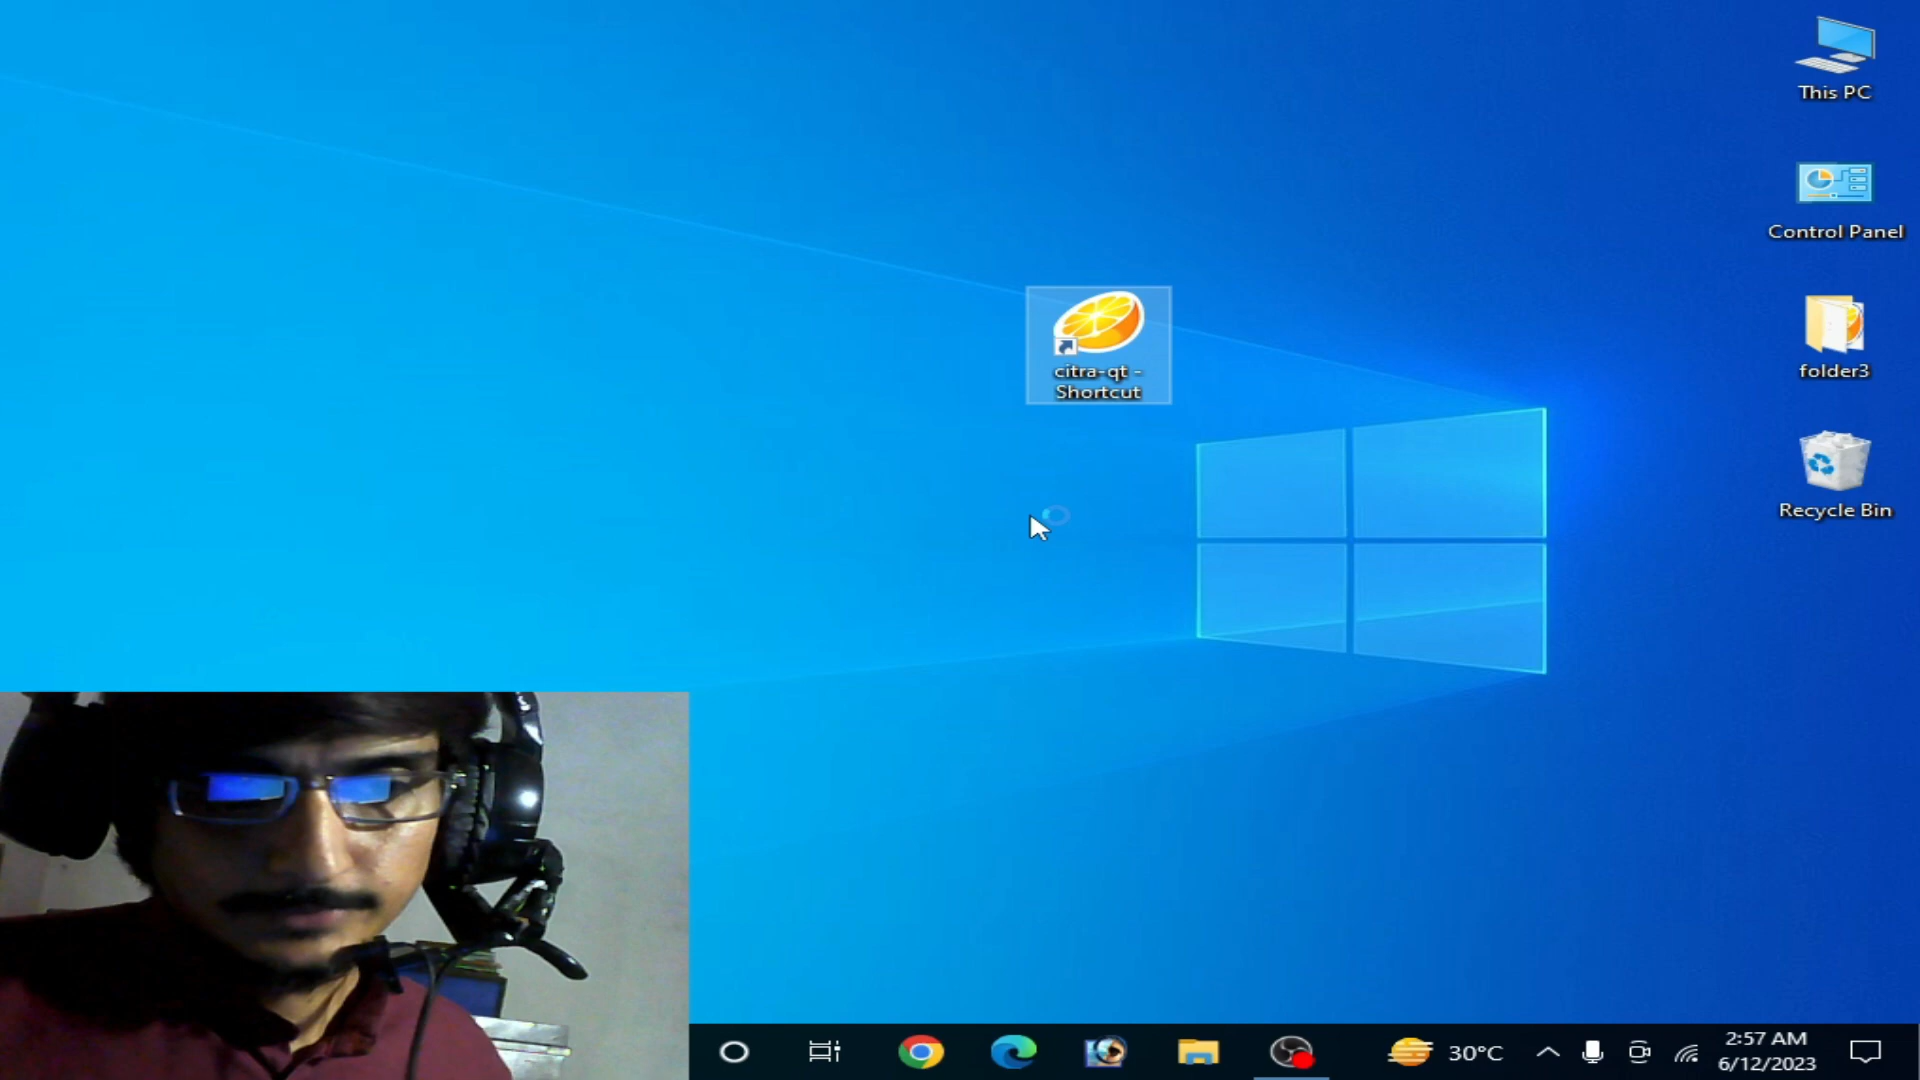 This PC
Control Panel
citra-qt -
Shortcut
folder3
Recycle Bin
30°C
2:57 AM
6/12/2023